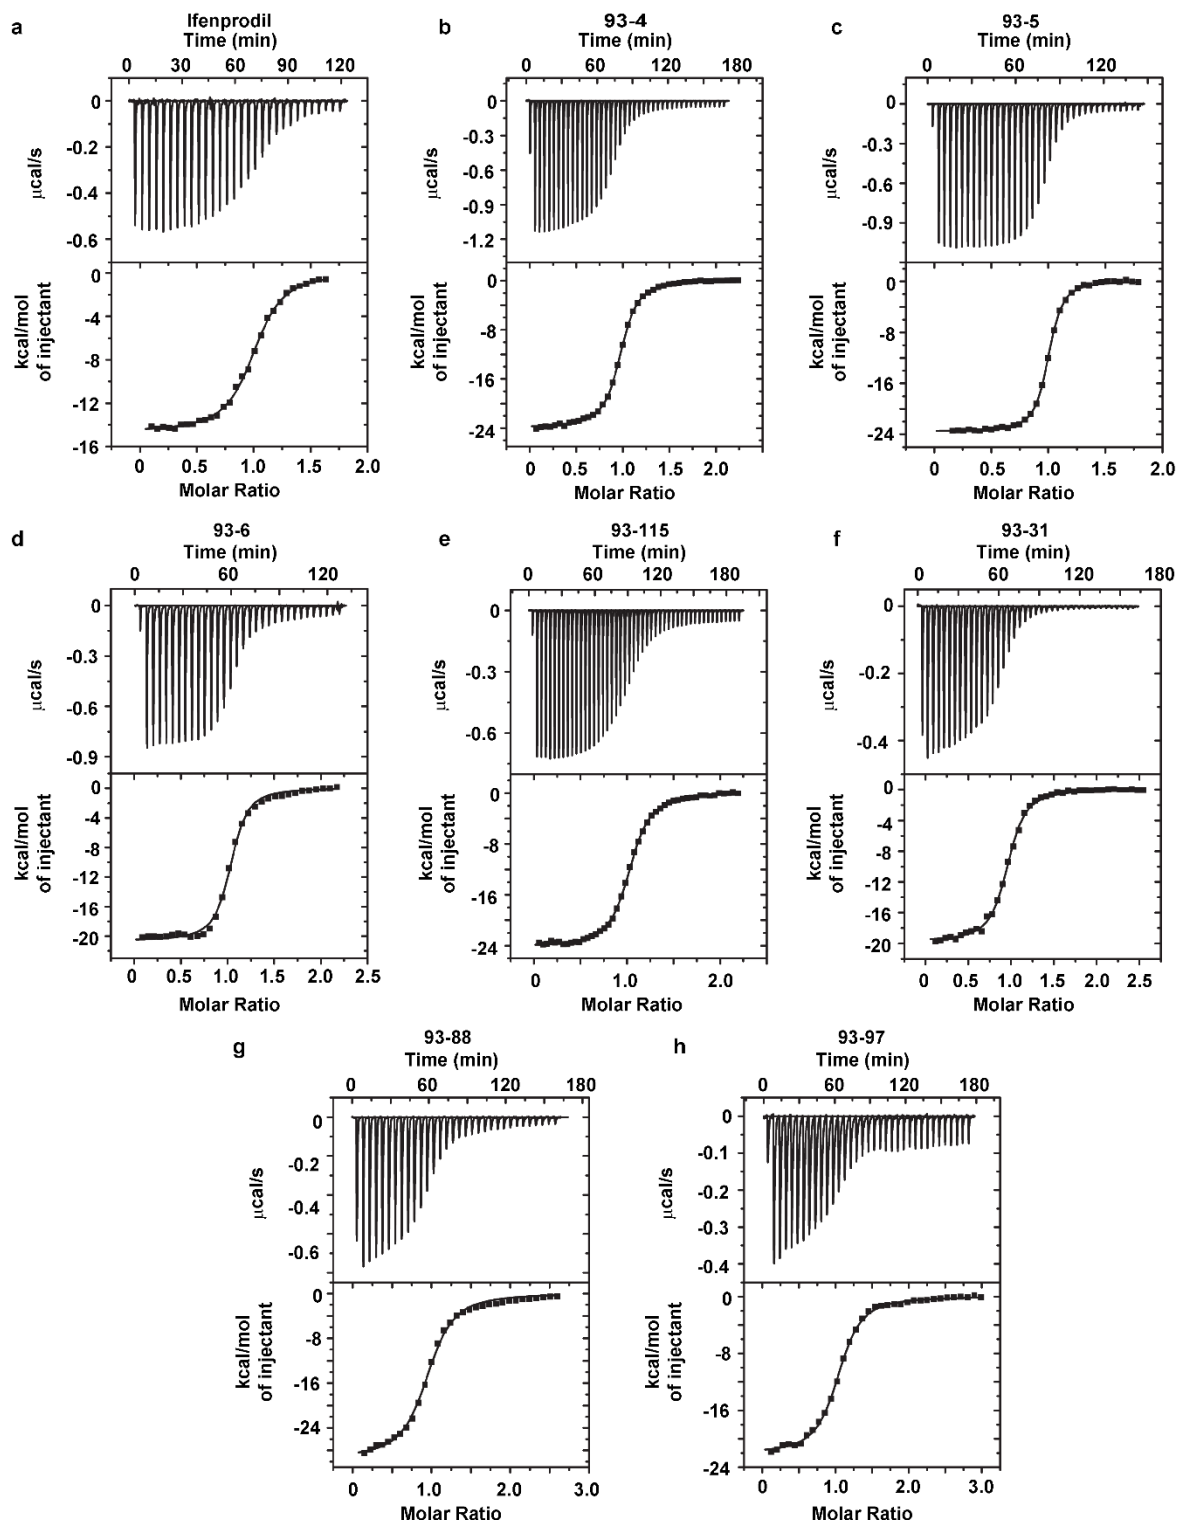 a
Ifenprodil
Time (min)
0 30 60 90 120
0
-0.2
-0.4
-0.6
μcal/s
0
-4
-8
-12
-16
kcal/mol
of injectant
0 0.5 1.0 1.5 2.0
Molar Ratio
b
93-4
Time (min)
0 60 120 180
0
-0.3
-0.6
-0.9
-1.2
μcal/s
0
-8
-16
-24
kcal/mol
of injectant
0 0.5 1.0 1.5 2.0
Molar Ratio
c
93-5
Time (min)
0 60 120
0
-0.3
-0.6
-0.9
μcal/s
0
-8
-16
-24
kcal/mol
of injectant
0 0.5 1.0 1.5 2.0
Molar Ratio
d
93-6
Time (min)
0 60 120
0
-0.3
-0.6
-0.9
μcal/s
0
-4
-8
-12
-16
-20
kcal/mol
of injectant
0 0.5 1.0 1.5 2.0 2.5
Molar Ratio
e
93-115
Time (min)
0 50 100 150
0
-0.3
-0.6
μcal/s
0
-8
-16
-24
kcal/mol
of injectant
0 1.0 2.0
Molar Ratio
f
93-31
Time (min)
0 60 120 180
0
-0.2
-0.4
μcal/s
0
-4
-8
-12
-16
-20
kcal/mol
of injectant
0 0.5 1.0 1.5 2.0 2.5
Molar Ratio
g
93-88
Time (min)
0 60 120 180
0
-0.2
-0.4
-0.6
μcal/s
0
-8
-16
-24
kcal/mol
of injectant
0 1.0 2.0 3.0
Molar Ratio
h
93-97
Time (min)
0 60 120 180
0
-0.1
-0.2
-0.3
-0.4
μcal/s
0
-8
-16
-24
kcal/mol
of injectant
0 1.0 2.0 3.0
Molar Ratio